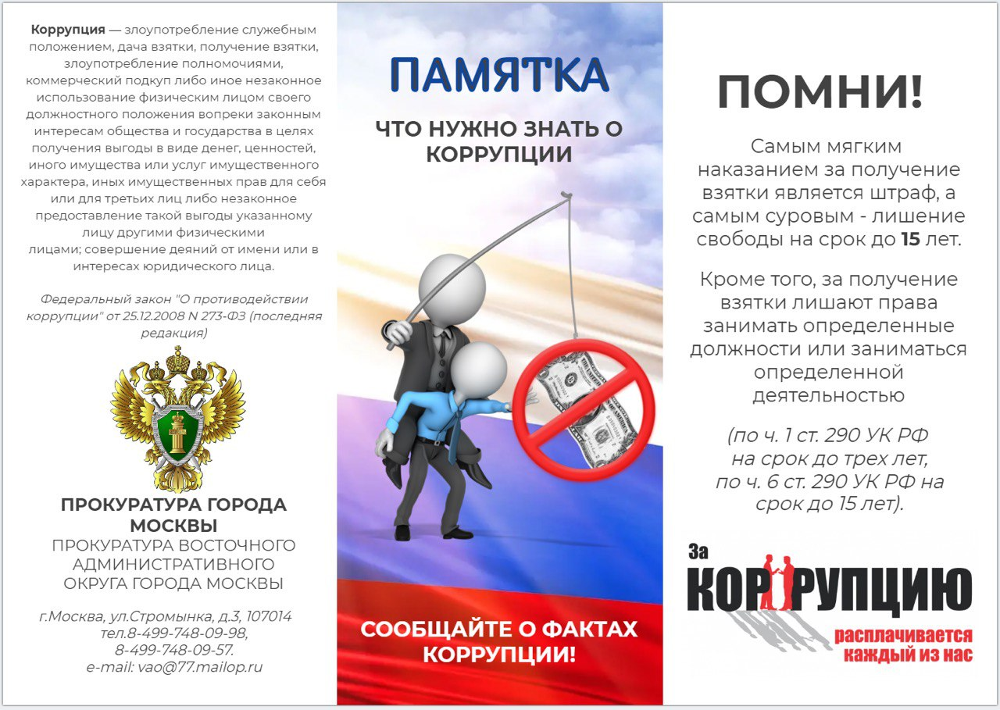 Коррупция — злоупотребление служебным
положением, дача взятки, получение взятки,
злоупотребление полномочиями,
коммерческий подкуп либо иное незаконное
использование физическим лицом своего
должностного положения вопреки законным
интересам общества и государства в целях
получения выгоды в виде денег, ценностей,
иного имущества или услуг имущественного
характера, иных имущественных прав для себя
или для третьих лиц либо незаконное
предоставление такой выгоды указанному
лицу другими физическими
лицами; совершение деяний от имени или в
интересах юридического лица.
Федеральный закон "О противодействии
коррупции" от 25.12.2008 N 273-ФЗ (последняя
редакция)
ПРОКУРАТУРА ГОРОДА
МОСКВЫ
ПРОКУРАТУРА ВОСТОЧНОГО
АДМИНИСТРАТИВНОГО
ОКРУГА ГОРОДА МОСКВЫ
г.Москва, ул.Стромынка, д.3, 107014
тел.8-499-748-09-98,
8-499-748-09-57.
e-mail: vao@77.mailop.ru
ПАМЯТКА
ЧТО НУЖНО ЗНАТЬ О
КОРРУПЦИИ
СООБЩАЙТЕ О ФАКТАХ
КОРРУПЦИИ!
ПОМНИ!
Самым мягким
наказанием за получение
взятки является штраф, а
самым суровым - лишение
свободы на срок до 15 лет.
Кроме того, за получение
взятки лишают права
занимать определенные
должности или заниматься
определенной
деятельностью
(по ч. 1 ст. 290 УК РФ
на срок до трех лет,
по ч. 6 ст. 290 УК РФ на
срок до 15 лет).
За
КОРРУПЦИЮ
расплачивается
каждый из нас